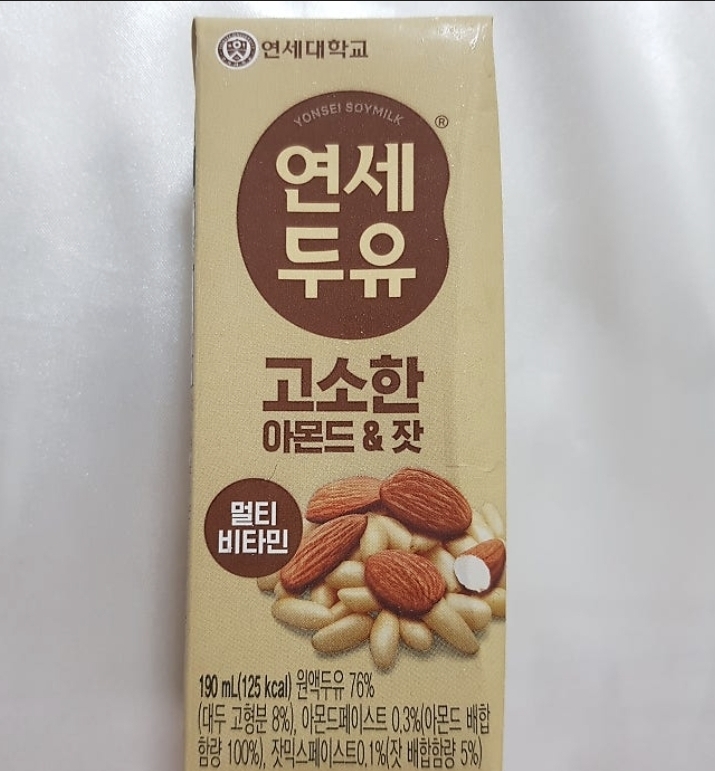 연세대학교
YONSEI SOYMILK
®
연세
두유
고소한
아몬드 & 잣
멀티
비타민
190 mL(125 kcal) 원액두유 76%
(대두 고형분 8%), 아몬드페이스트 0.3%(아몬드 배합
함량 100%), 잣믹스페이스트0.1%(잣 배합함량 5%)